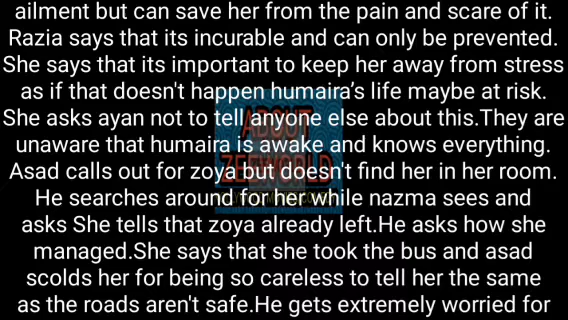 ailment but can save her from the pain and scare of it.
Razia says that its incurable and can only be prevented.
She says that its important to keep her away from stress
as if that doesn't happen humaira’s life maybe at risk.
She asks ayan not to tell anyone else about this.They are
unaware that humaira is awake and knows everything.
Asad calls out for zoya but doesn't find her in her room.
He searches around for her while nazma sees and
asks She tells that zoya already left.He asks how she
managed.She says that she took the bus and asad
scolds her for being so careless to tell her the same
as the roads aren't safe.He gets extremely worried for
ABOUT
ZEEWORLD